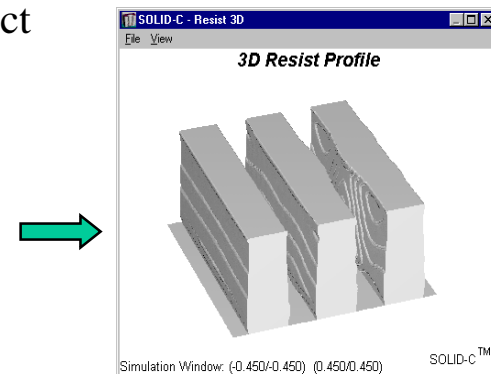 ct
SOLID-C - Resist 3D
File View
3D Resist Profile
Simulation Window: (-0.450/-0.450) (0.450/0.450)
SOLID-C™